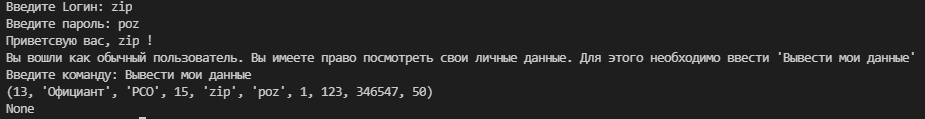 Введите Логин: zip
Введите пароль: poz
Приветсвую вас, zip !
Вы вошли как обычный пользователь. Вы имеете право посмотреть свои личные данные. Для этого необходимо ввести 'Вывести мои данные'
Введите команду: Вывести мои данные
(13, 'Официант', 'РСО', 15, 'zip', 'poz', 1, 123, 346547, 50)
None